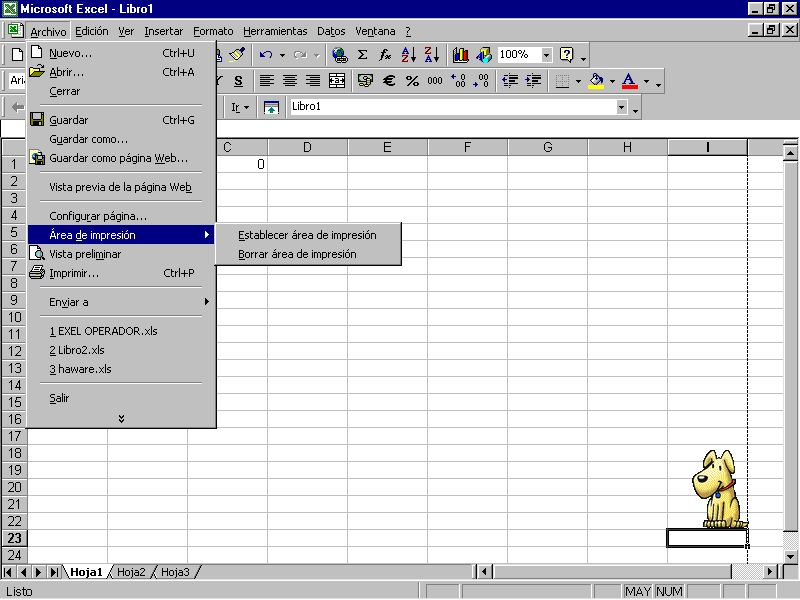 Microsoft Excel - Libro1
Archivo Edición Ver Insertar Formato Herramientas Datos Ventana ?
100%
Libro1
Nuevo... Ctrl+U
Abrir... Ctrl+A
Cerrar
Guardar Ctrl+G
Guardar como...
Guardar como página Web...
Vista previa de la página Web
Configurar página...
Área de impresión
Establecer área de impresión
Borrar área de impresión
Vista preliminar
Imprimir... Ctrl+P
Enviar a
1 EXEL OPERADOR.xls
2 Libro2.xls
3 haware.xls
Salir
Ari
S
€ % 000
Ir
C D E F G H I
1 0
2
3
4
5
6
7
8
9
10
11
12
13
14
15
16
17
18
19
20
21
22
23
24
Hoja1 Hoja2 Hoja3
Listo MAY NUM